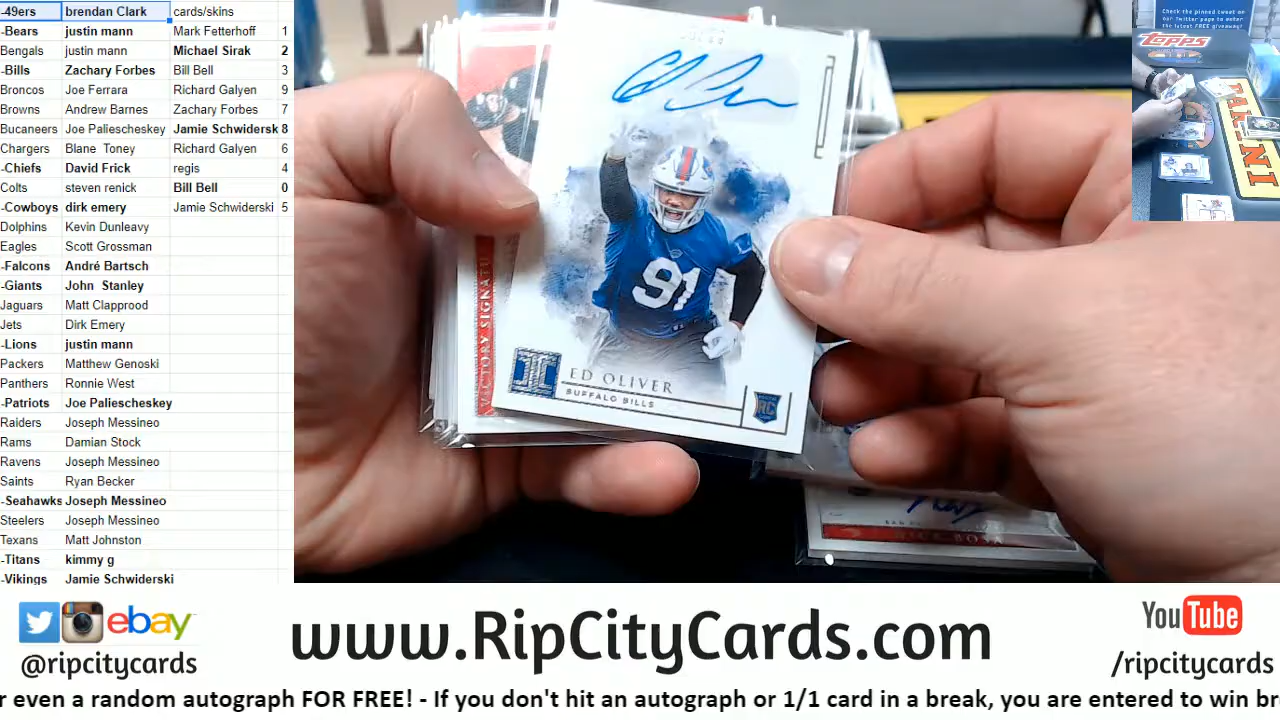 -49ers brendan Clark cards/skins
-Bears justin mann Mark Fetterhoff 1
Bengals justin mann Michael Sirak 2
-Bills Zachary Forbes Bill Bell 3
Broncos Joe Ferrara Richard Galyen 9
Browns Andrew Barnes Zachary Forbes 7
Bucaneers Joe Paliescheskey Jamie Schwidersk 8
Chargers Blane Toney Richard Galyen 6
-Chiefs David Frick regis 4
Colts steven renick Bill Bell 0
-Cowboys dirk emery Jamie Schwiderski 5
Dolphins Kevin Dunleavy
Eagles Scott Grossman
-Falcons André Bartsch
-Giants John Stanley
Jaguars Matt Clapprood
Jets Dirk Emery
-Lions justin mann
Packers Matthew Genoski
Panthers Ronnie West
-Patriots Joe Paliescheskey
Raiders Joseph Messineo
Rams Damian Stock
Ravens Joseph Messineo
Saints Ryan Becker
-Seahawks Joseph Messineo
Steelers Joseph Messineo
Texans Matt Johnston
-Titans kimmy g
-Vikings Jamie Schwiderski
91
ED OLIVER
BUFFALO BILLS
RC
VICTORY SIGNATU
NICK BOSA
Check the pinned tweet on
our Twitter page to enter
the latest FREE giveaway!
Topps
PANINI
ebay
@ripcitycards
www.RipCityCards.com
YouTube
/ripcitycards
r even a random autograph FOR FREE! - If you don't hit an autograph or 1/1 card in a break, you are entered to win br